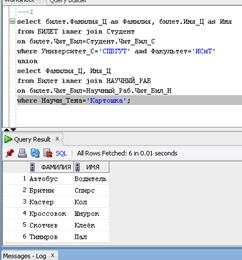 Query Builder
select билет.Фамилия_Ц as Фамилия, билет.Имя_Ц as Имя
from БИЛЕТ inner join Студент
on билет.Чит_Бил=Студент.Чит_Бил_С
where Университет_С='СПБГУТ' and Факультет='ИСиТ'
union
select билет.Фамилия_Ц, билет.Имя_Ц
from Билет inner join НАУЧНЫЙ_РАБ
on билет.Чит_Бил=Научный_Раб.Чит_Бил_Н
where Научн_Тема='Картошка';
Query Result
SQL | All Rows Fetched: 6 in 0.01 seconds
ФАМИЛИЯ ИМЯ
1 Автобус Водитель
2 Бритни Спирс
3 Кастер Кол
4 Кроссовок Шнурок
5 Скотчев Клеёк
6 Тимиров Пал
Messages - Log